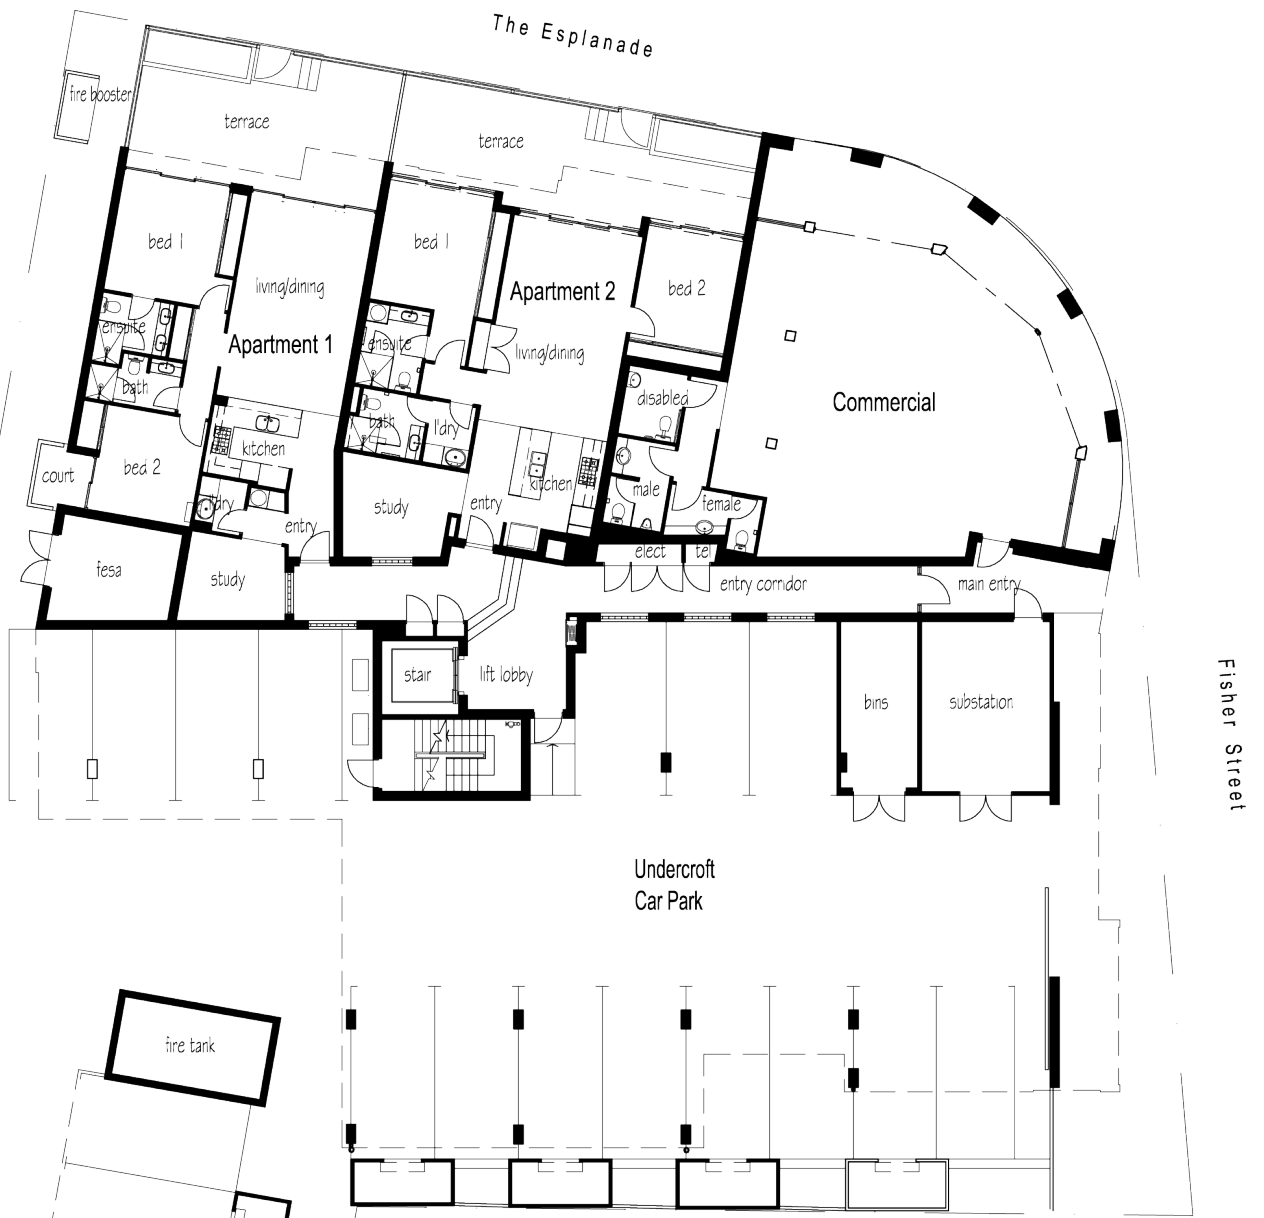 The Esplanade
fire booster
terrace
terrace
bed 1
living/dining
bed 1
Apartment 2
bed 2
ensuite
Apartment 1
ensuite
living/dining
bath
disabled
Commercial
bath
l'dry
kitchen
bed 2
court
kitchen
male
female
l'dry
study
entry
entry
elect
tel
fesa
study
entry corridor
main entry
stair
lift lobby
bins
substation
Fisher Street
Undercroft
Car Park
fire tank